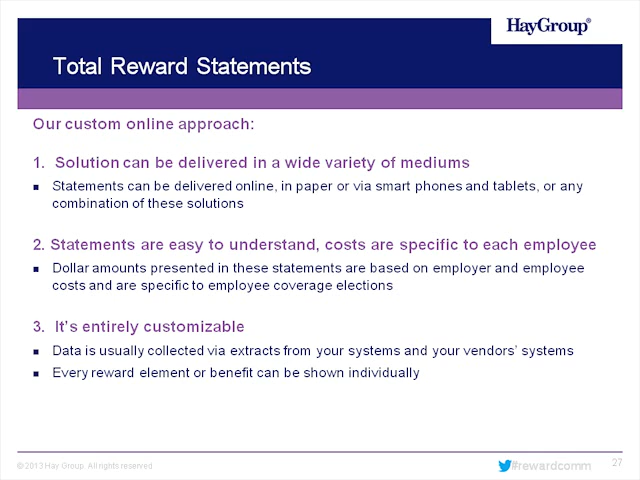 HayGroup®
Total Reward Statements
Our custom online approach:
1. Solution can be delivered in a wide variety of mediums
■ Statements can be delivered online, in paper or via smart phones and tablets, or any
combination of these solutions
2. Statements are easy to understand, costs are specific to each employee
■ Dollar amounts presented in these statements are based on employer and employee
costs and are specific to employee coverage elections
3. It's entirely customizable
■ Data is usually collected via extracts from your systems and your vendors' systems
■ Every reward element or benefit can be shown individually
© 2013 Hay Group. All rights reserved
#rewardcomm
27